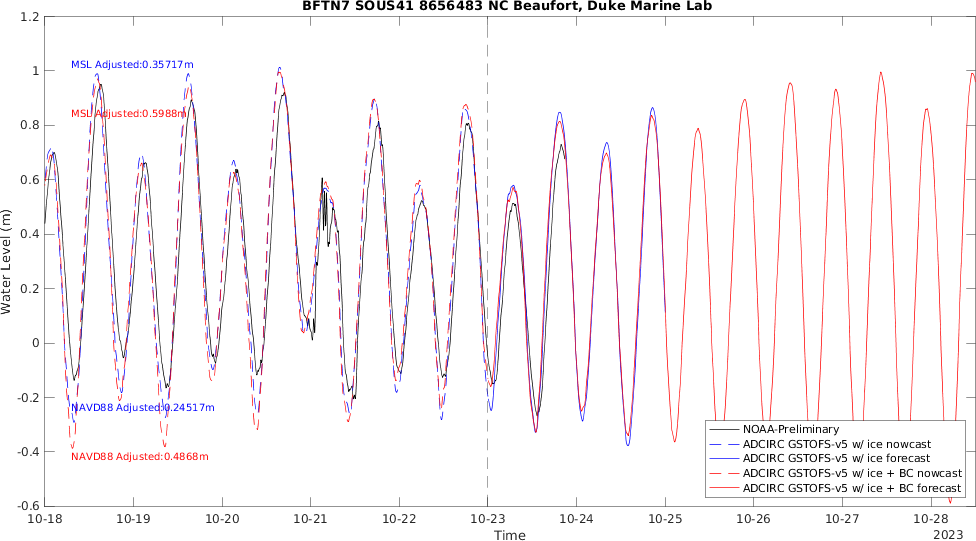 BFTN7 SOUS41 8656483 NC Beaufort, Duke Marine Lab
1.2
1
0.8
0.6
0.4
0.2
0
-0.2
-0.4
-0.6
Water Level (m)
MSL Adjusted:0.35717m
MSL Adjusted:0.5988m
NAVD88 Adjusted:0.24517m
NAVD88 Adjusted:0.4868m
NOAA-Preliminary
ADCIRC GSTOFS-v5 w/ ice nowcast
ADCIRC GSTOFS-v5 w/ ice forecast
ADCIRC GSTOFS-v5 w/ ice + BC nowcast
ADCIRC GSTOFS-v5 w/ ice + BC forecast
10-18 10-19 10-20 10-21 10-22 10-23 10-24 10-25 10-26 10-27 10-28
Time
2023